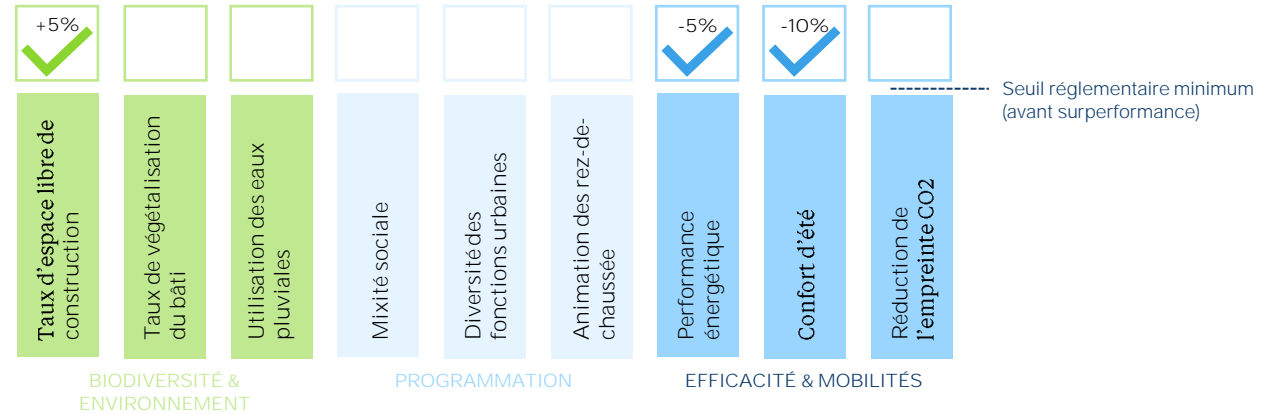 +5%
-5%
-10%
Seuil réglementaire minimum
(avant surperformance)
Taux d'espace libre de
construction
Taux de végétalisation
du bâti
Utilisation des eaux
pluviales
Mixité sociale
Diversité des
fonctions urbaines
Animation des rez-de-
chaussée
Performance
énergétique
Confort d'été
Réduction de
l'empreinte CO2
BIODIVERSITÉ &
ENVIRONNEMENT
PROGRAMMATION
EFFICACITÉ & MOBILITÉS